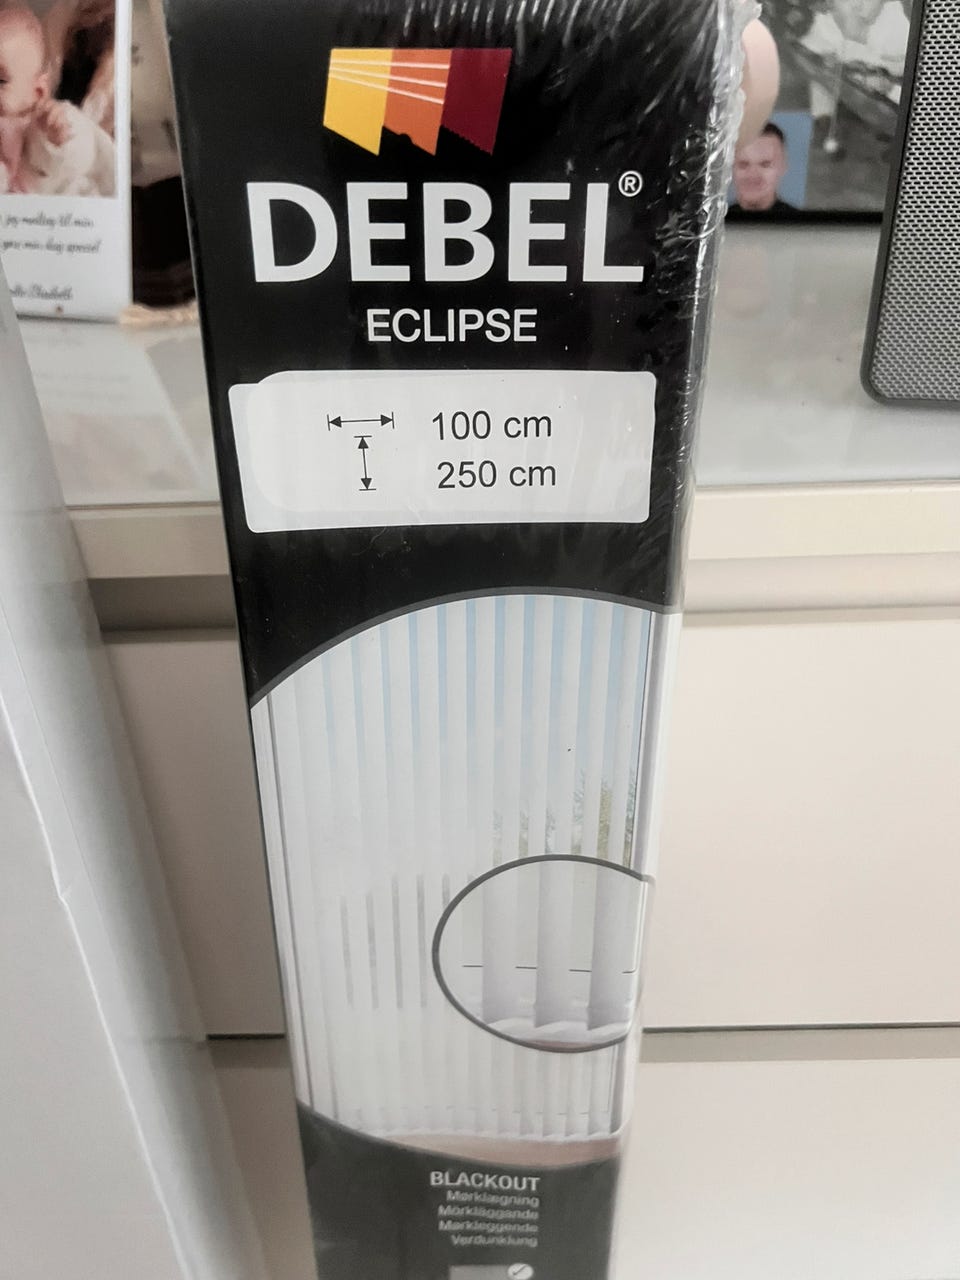 DEBEL®
ECLIPSE
100 cm
250 cm
BLACKOUT
Mørklægning
Mörkläggande
Mørkleggende
Verdunklung